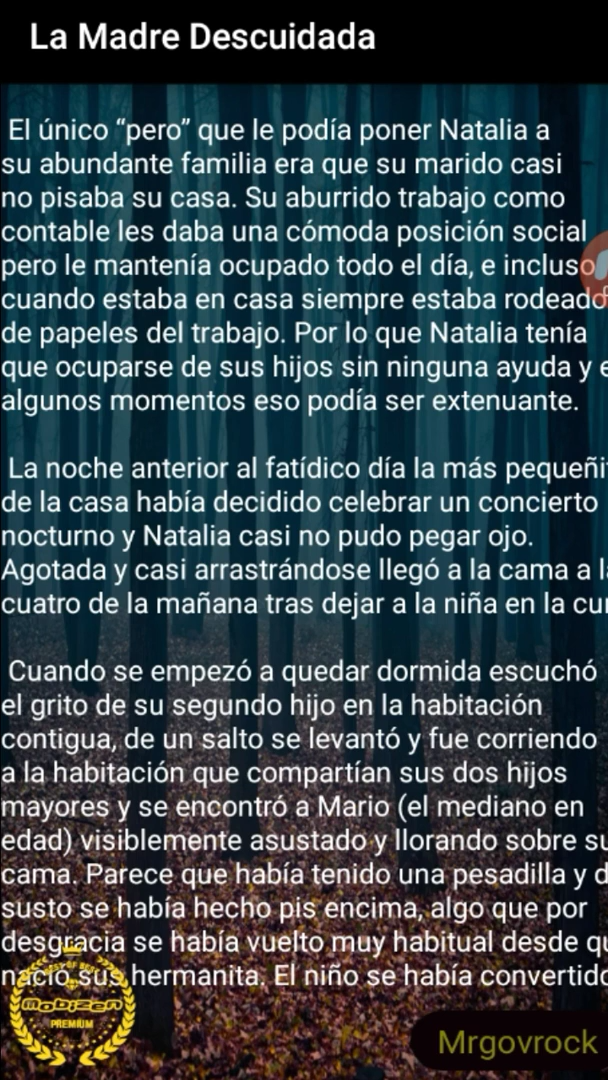 La Madre Descuidada
El único “pero” que le podía poner Natalia a
su abundante familia era que su marido casi
no pisaba su casa. Su aburrido trabajo como
contable les daba una cómoda posición social
pero le mantenía ocupado todo el día, e incluso
cuando estaba en casa siempre estaba rodeado
de papeles del trabajo. Por lo que Natalia tenía
que ocuparse de sus hijos sin ninguna ayuda y e
algunos momentos eso podía ser extenuante.
La noche anterior al fatídico día la más pequeñi
de la casa había decidido celebrar un concierto
nocturno y Natalia casi no pudo pegar ojo.
Agotada y casi arrastrándose llegó a la cama a l
cuatro de la mañana tras dejar a la niña en la cu
Cuando se empezó a quedar dormida escuchó
el grito de su segundo hijo en la habitación
contigua, de un salto se levantó y fue corriendo
a la habitación que compartían sus dos hijos
mayores y se encontró a Mario (el mediano en
edad) visiblemente asustado y llorando sobre su
cama. Parece que había tenido una pesadilla y d
susto se había hecho pis encima, algo que por
desgracia se había vuelto muy habitual desde qu
nació sus hermanita. El niño se había convertido
BEST OF BEST
Mobizen
PREMIUM
Mrgovrock